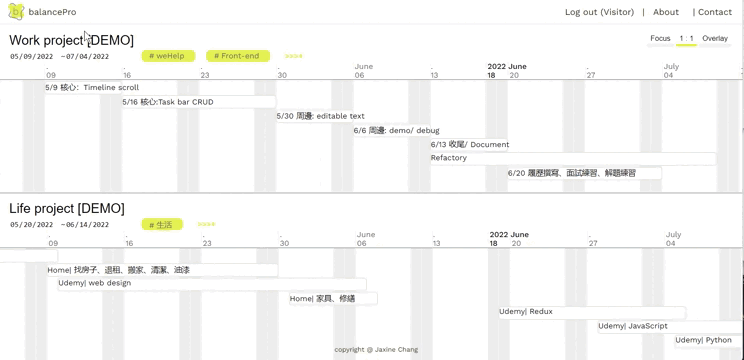 balancePro
Log out (Visitor) | About | Contact
Work project [DEMO]
Focus 1 : 1 Overlay
05/09/2022 ~07/04/2022 # weHelp # Front-end »»»
June 2022 June July
09 16 23 30 06 13 18 20 27 04
5/9 核心: Timeline scroll
5/16 核心:Task bar CRUD
5/30 周邊: editable text
6/6 周邊: demo/ debug
6/13 收尾/ Document
Refactory
6/20 履歷撰寫、面試練習、解題練習
Life project [DEMO]
05/20/2022 ~06/14/2022 # 生活 »»»
June 2022 June July
09 16 23 30 06 13 18 20 27 04
Home| 找房子、退租、搬家、清潔、油漆
Udemy| web design
Home| 家具、修繕
Udemy| Redux
Udemy| JavaScript
Udemy| Python
copyright @ Jaxine Chang